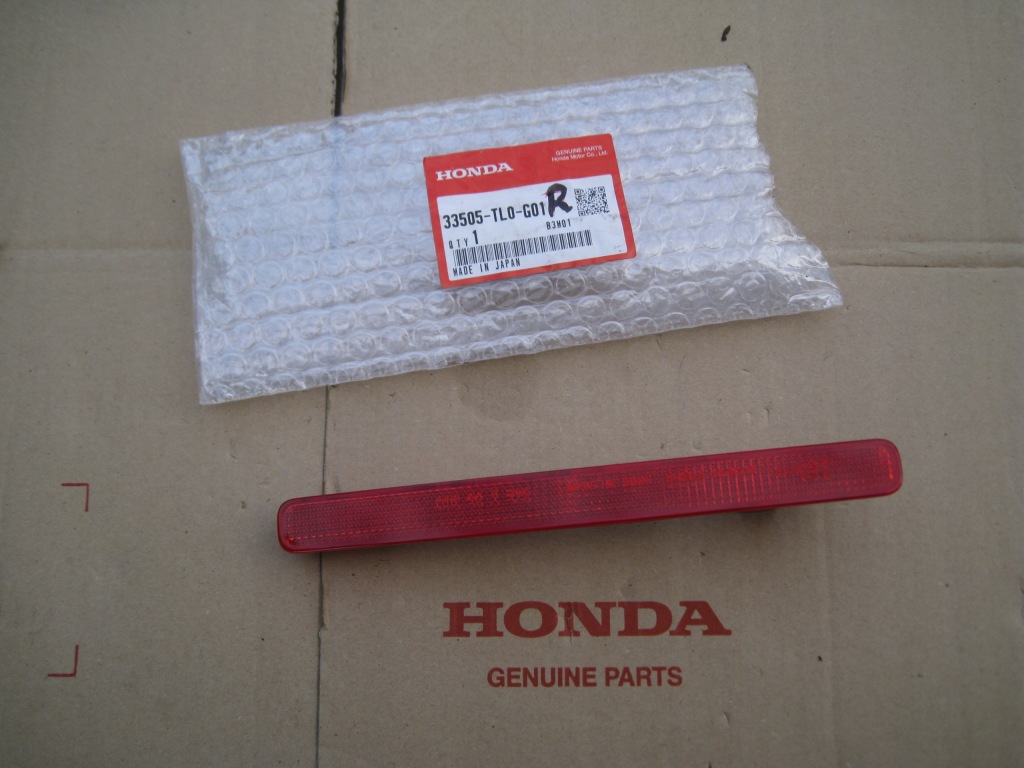 HONDA
GENUINE PARTS
Honda Motor Co., Ltd.
33505-TL0-G01 R
B3M01
QTY 1
MADE IN JAPAN
HONDA
GENUINE PARTS